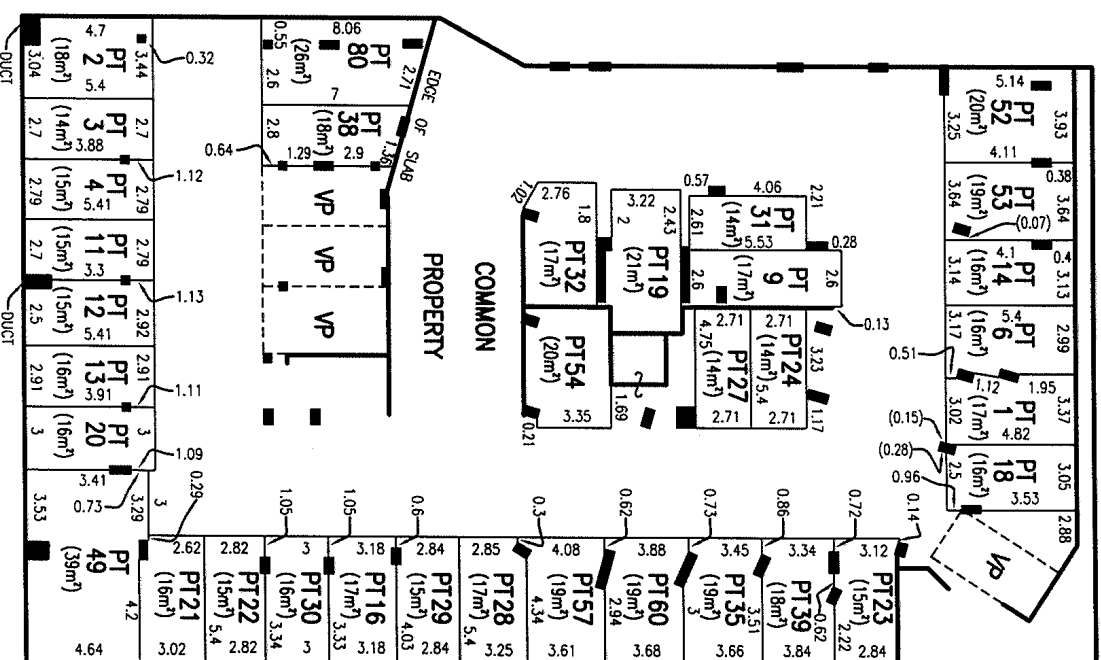 4.7
PT
2
(18m²)
3.04
3.44
5.4
0.32
DUCT
PT
3
(14m²)
2.7
2.7
3.88
1.12
PT
4
(15m²)
2.79
2.79
5.41
PT
11
(15m²)
2.7
2.79
3.3
1.13
DUCT
PT
12
(15m²)
2.5
2.92
5.41
PT
13
(16m²)
2.91
2.91
3.91
1.11
PT
20
(16m²)
3
3
1.09
3.41
0.73
0.29
3.53
3.29
3
PT
49
(39m²)
4.2
4.64
8.06
0.55
PT
80
(26m²)
2.6
2.71
7
PT
38
(18m²)
2.8
1.36
0.64
1.29
2.9
EDGE OF SLAB
VP
VP
VP
COMMON
PROPERTY
1.02
2.76
1.8
PT32
(17m²)
3.22
2
2.43
PT19
(21m²)
0.57
4.06
2.21
PT
31
(14m²)
2.61
5.53
0.28
PT
9
(17m²)
2.6
2.6
0.13
PT54
(20m²)
3.35
0.21
1.69
2.71
4.75
PT27
(14m²)
2.71
2.71
PT24
(14m²)
5.4
2.71
3.23
1.17
5.14
PT
52
(20m²)
3.25
3.93
4.11
0.38
PT
53
(19m²)
3.64
3.64
(0.07)
4.1
0.4
PT
14
(16m²)
3.14
3.13
5.4
PT
6
(16m²)
3.17
2.99
0.51
1.12
1.95
PT
1
(17m²)
3.02
3.37
4.82
(0.15)
(0.28)
PT
18
(16m²)
2.5
3.05
3.53
0.96
2.88
VP
0.14
2.62
PT21
(16m²)
3.02
2.82
PT22
(15m²)
5.4
2.82
1.05
3
PT30
(16m²)
3.34
3
1.05
3.18
PT16
(17m²)
3.33
3.18
0.6
2.84
PT29
(15m²)
4.03
2.84
2.85
PT28
(17m²)
5.4
3.25
0.3
4.08
PT57
(19m²)
4.34
3.61
0.62
3.88
PT60
(19m²)
2.94
3.68
0.73
3.45
PT35
(19m²)
3
3.66
0.86
3.34
PT39
(18m²)
3.51
3.84
0.72
3.12
PT23
(15m²)
0.62
2.22
2.84